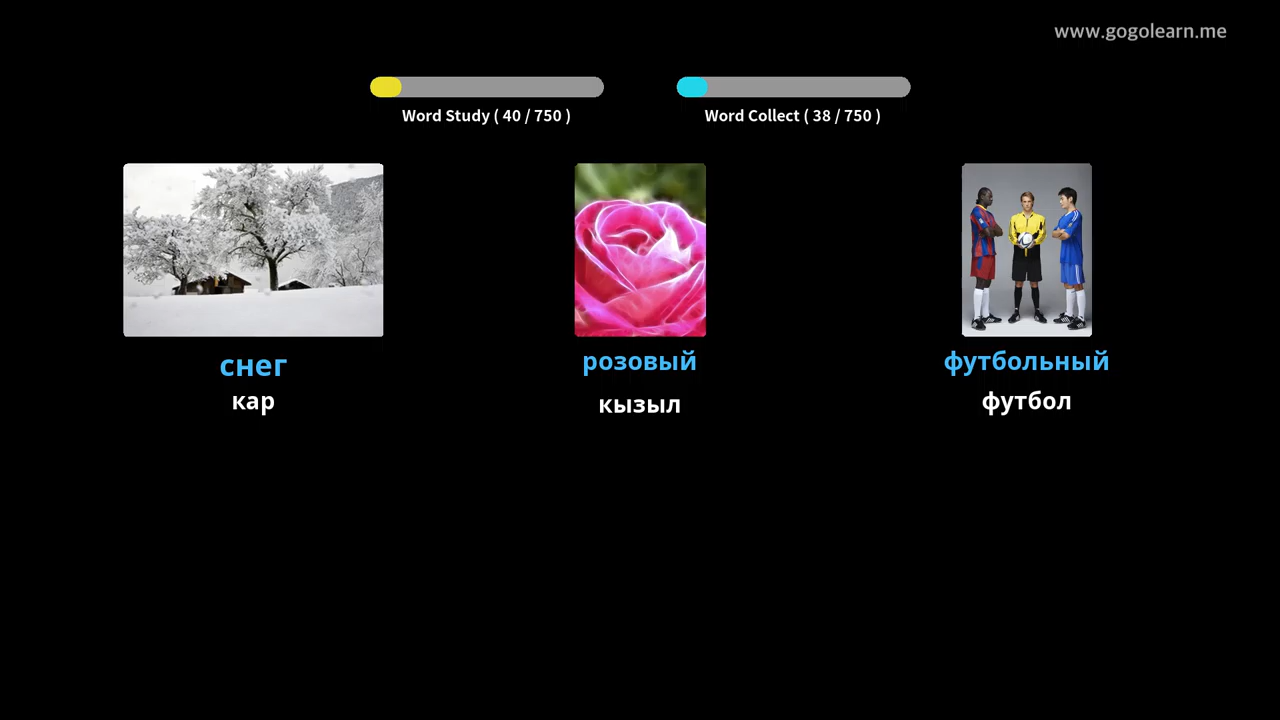 www.gogolearn.me
Word Study ( 40 / 750 )
Word Collect ( 38 / 750 )
снег
розовый
футбольный
кар
кызыл
футбол